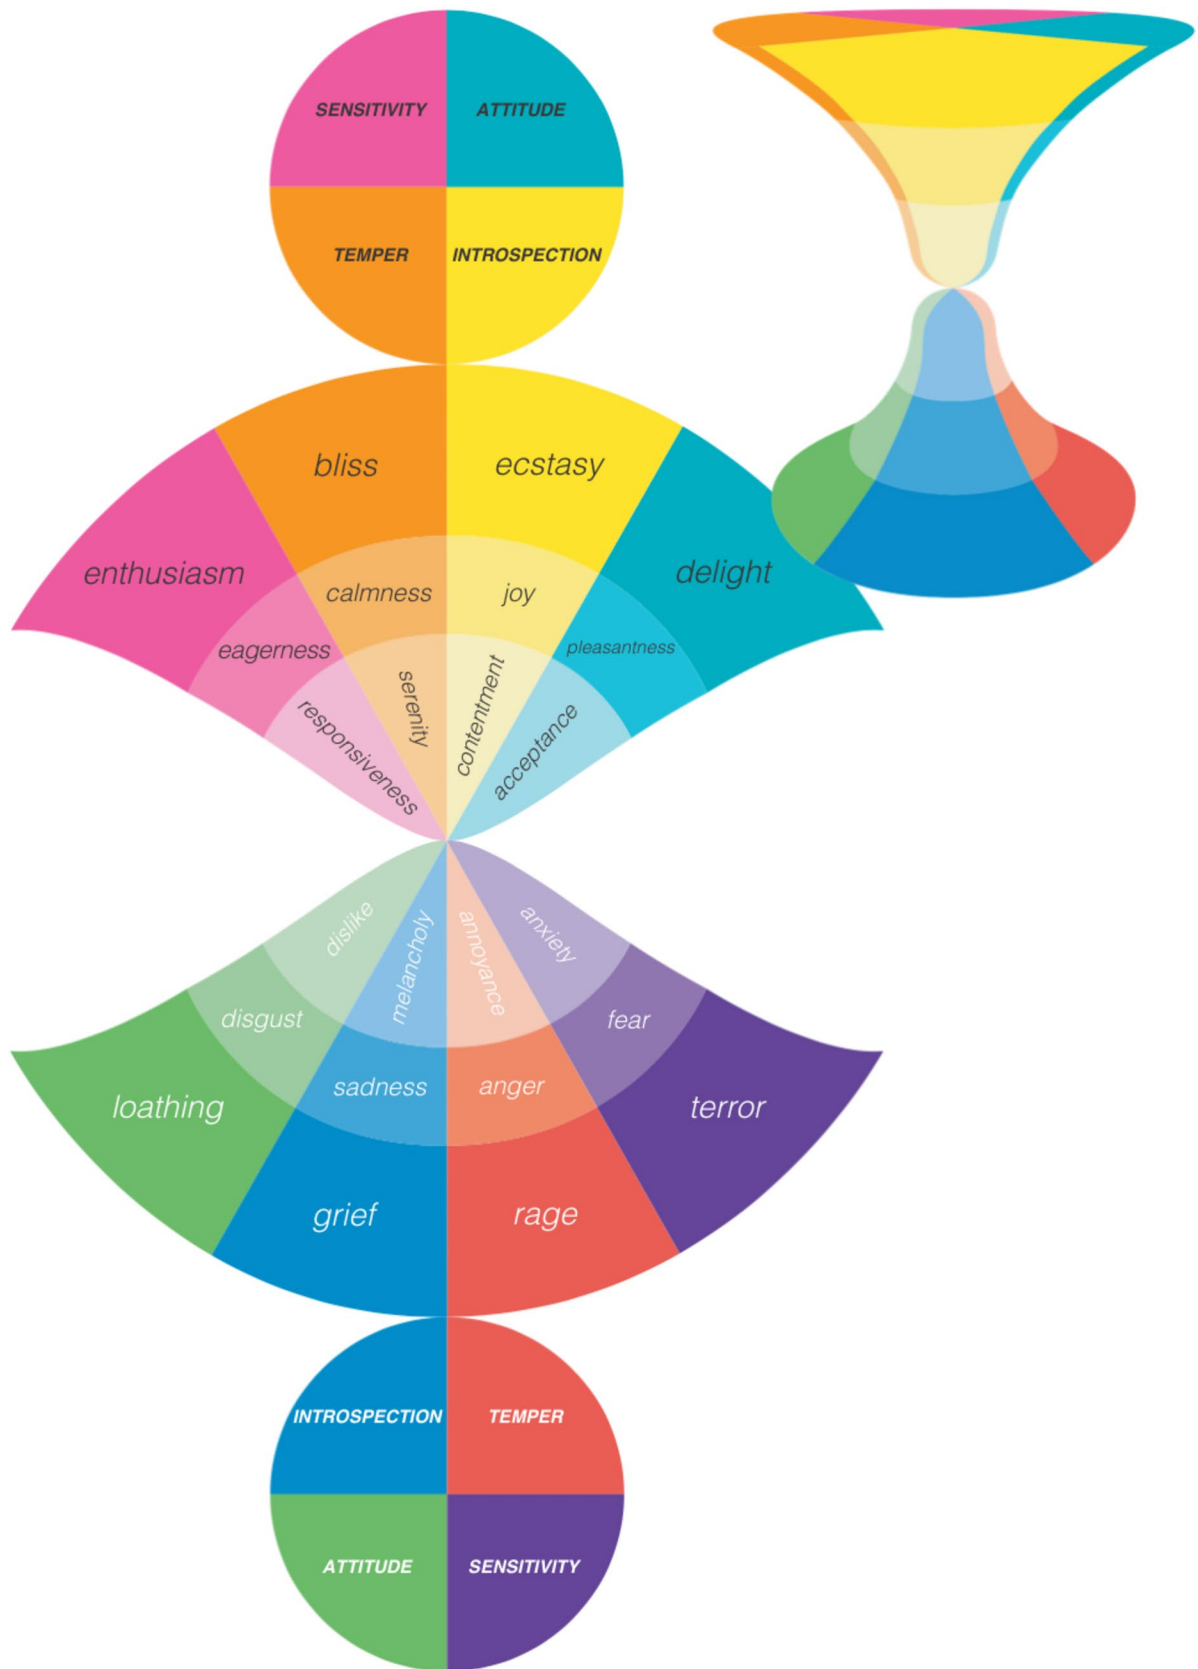 SENSITIVITY
ATTITUDE
TEMPER
INTROSPECTION
bliss
ecstasy
enthusiasm
delight
calmness
joy
eagerness
pleasantness
responsiveness
serenity
contentment
acceptance
dislike
melancholy
annoyance
anxiety
disgust
fear
sadness
anger
loathing
terror
grief
rage
INTROSPECTION
TEMPER
ATTITUDE
SENSITIVITY